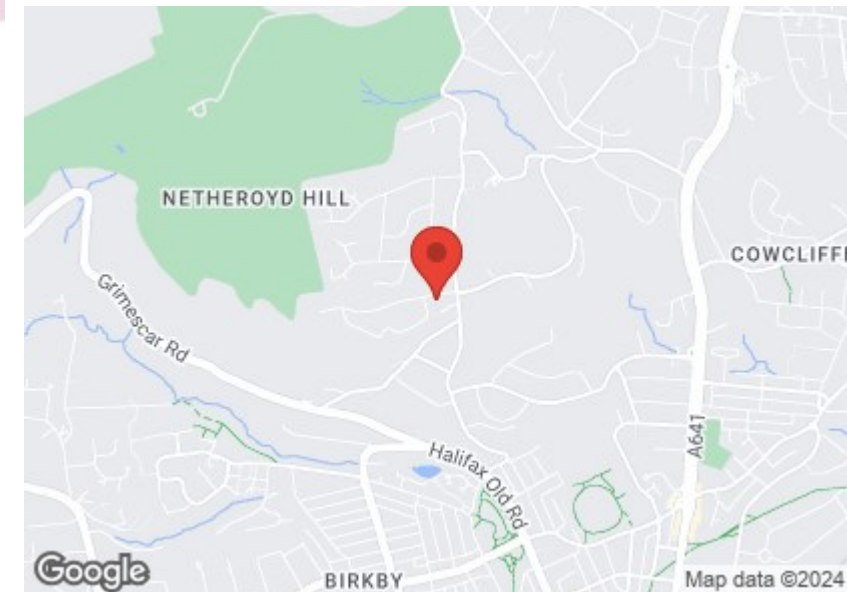 NETHEROYD HILL
COWCLIFFE
Grimescar Rd
A641
Halifax Old Rd
BIRKBY
Google
Map data ©2024